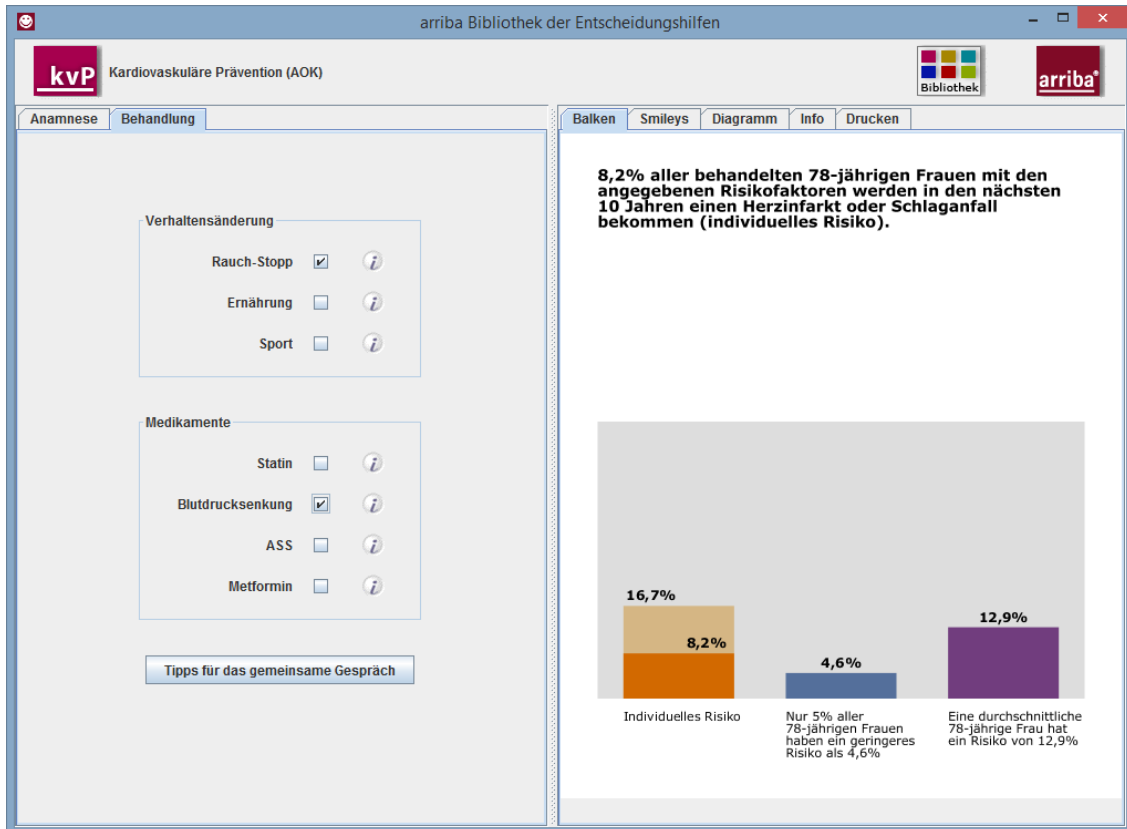 arriba Bibliothek der Entscheidungshilfen
kvP
Kardiovaskuläre Prävention (AOK)
Bibliothek
arriba®
Anamnese
Behandlung
Verhaltensänderung
Rauch-Stopp
Ernährung
Sport
Medikamente
Statin
Blutdrucksenkung
ASS
Metformin
Tipps für das gemeinsame Gespräch
Balken
Smileys
Diagramm
Info
Drucken
8,2% aller behandelten 78-jährigen Frauen mit den
angegebenen Risikofaktoren werden in den nächsten
10 Jahren einen Herzinfarkt oder Schlaganfall
bekommen (individuelles Risiko).
16,7%
8,2%
4,6%
12,9%
Individuelles Risiko
Nur 5% aller
78-jährigen Frauen
haben ein geringeres
Risiko als 4,6%
Eine durchschnittliche
78-jährige Frau hat
ein Risiko von 12,9%